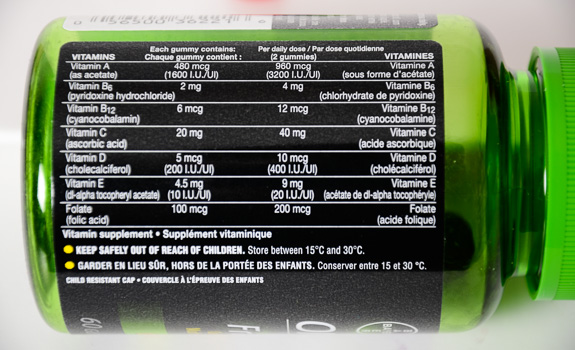 Each gummy contains: Per daily dose / Par dose quotidienne
VITAMINS Chaque gummy contient : (2 gummies) VITAMINES
Vitamin A 480 mcg 960 mcg Vitamine A
(as acetate) (1600 I.U./UI) (3200 I.U./UI) (sous forme d'acétate)
Vitamin B6 2 mg 4 mg Vitamine B6
(pyridoxine hydrochloride) (chlorhydrate de pyridoxine)
Vitamin B12 6 mcg 12 mcg Vitamine B12
(cyanocobalamin) (cyanocobalamine)
Vitamin C 20 mg 40 mg Vitamine C
(ascorbic acid) (acide ascorbique)
Vitamin D 5 mcg 10 mcg Vitamine D
(cholecalciferol) (200 I.U./UI) (400 I.U./UI) (cholécalciférol)
Vitamin E 4.5 mg 9 mg Vitamine E
(dl-alpha tocopheryl acetate) (10 I.U./UI) (20 I.U./UI) (acétate de dl-alpha tocophéryle)
Folate 100 mcg 200 mcg Folate
(folic acid) (acide folique)
Vitamin supplement • Supplément vitaminique
KEEP SAFELY OUT OF REACH OF CHILDREN. Store between 15°C and 30°C.
GARDER EN LIEU SÛR, HORS DE LA PORTÉE DES ENFANTS. Conserver entre 15 et 30 °C.
CHILD RESISTANT CAP • COUVERCLE À L'ÉPREUVE DES ENFANTS